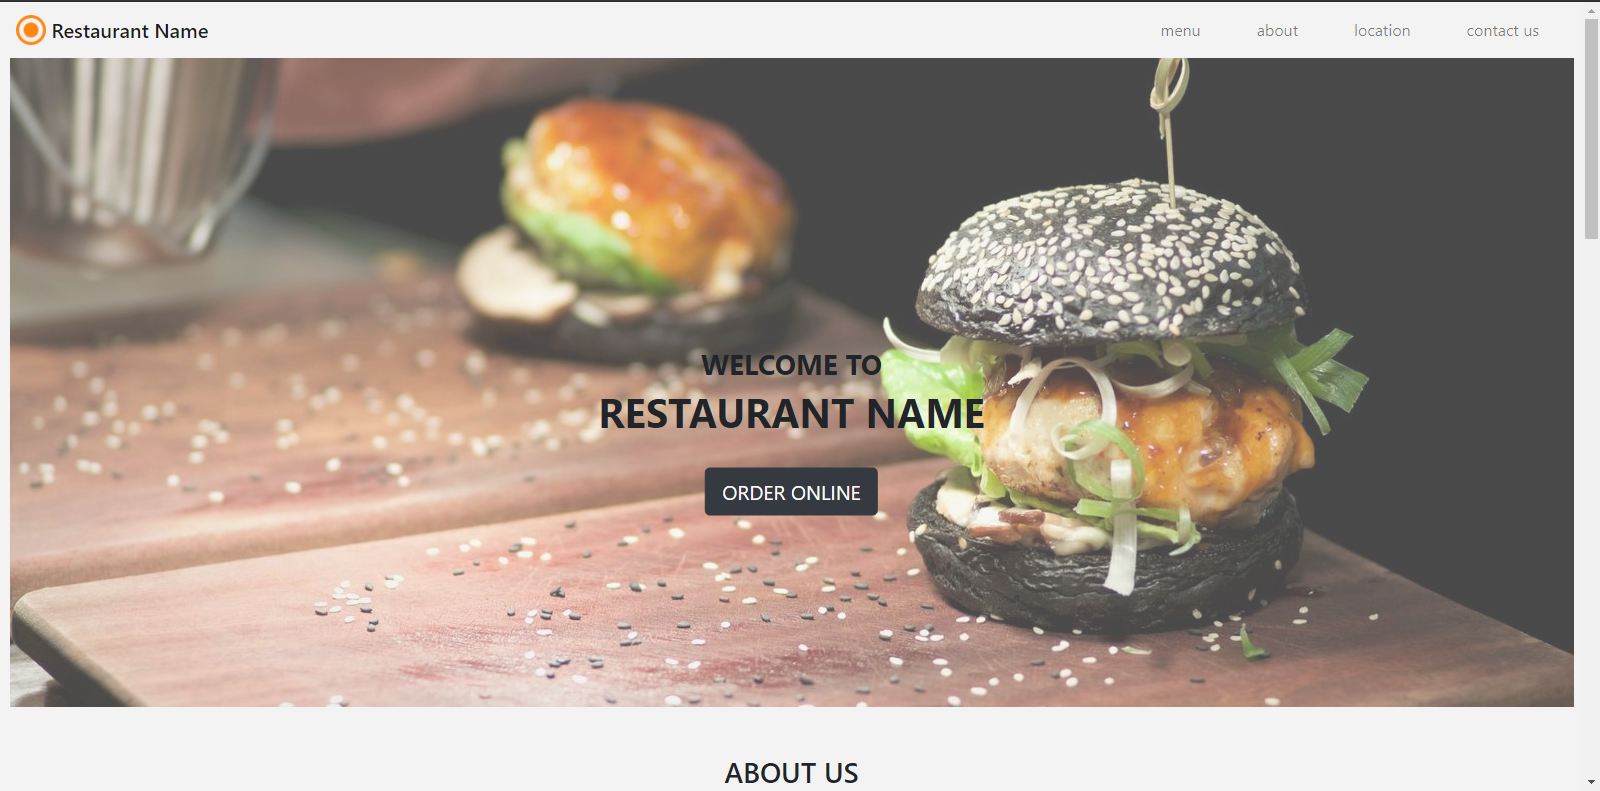 Restaurant Name
menu about location contact us
WELCOME TO
RESTAURANT NAME
ORDER ONLINE
ABOUT US